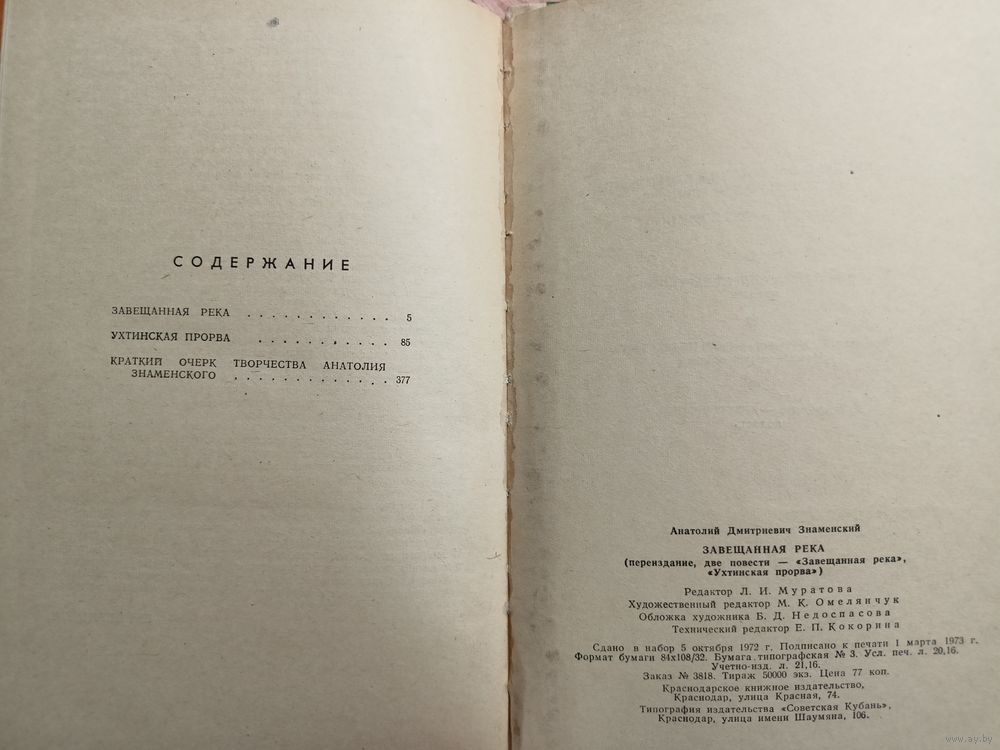 СОДЕРЖАНИЕ
ЗАВЕЩАННАЯ РЕКА . . . . . . . . . . . . 5
УХТИНСКАЯ ПРОРВА . . . . . . . . . . . 85
КРАТКИЙ ОЧЕРК ТВОРЧЕСТВА АНАТОЛИЯ
ЗНАМЕНСКОГО . . . . . . . . . . . . . 377
Анатолий Дмитриевич Знаменский
ЗАВЕЩАННАЯ РЕКА
(переиздание, две повести — «Завещанная река»,
«Ухтинская прорва»)
Редактор Л. И. Муратова
Художественный редактор М. К. Омелянчук
Обложка художника Б. Д. Недоспасова
Технический редактор Е. П. Кокорина
Сдано в набор 5 октября 1972 г. Подписано к печати 1 марта 1973 г.
Формат бумаги 84х108/32. Бумага типографская № 3. Усл. печ. л. 20,16.
Учетно-изд. л. 21,16.
Заказ № 3818. Тираж 50000 экз. Цена 77 коп.
Краснодарское книжное издательство,
Краснодар, улица Красная, 74.
Типография издательства «Советская Кубань»,
Краснодар, улица имени Шаумяна, 106.
www.ay.by